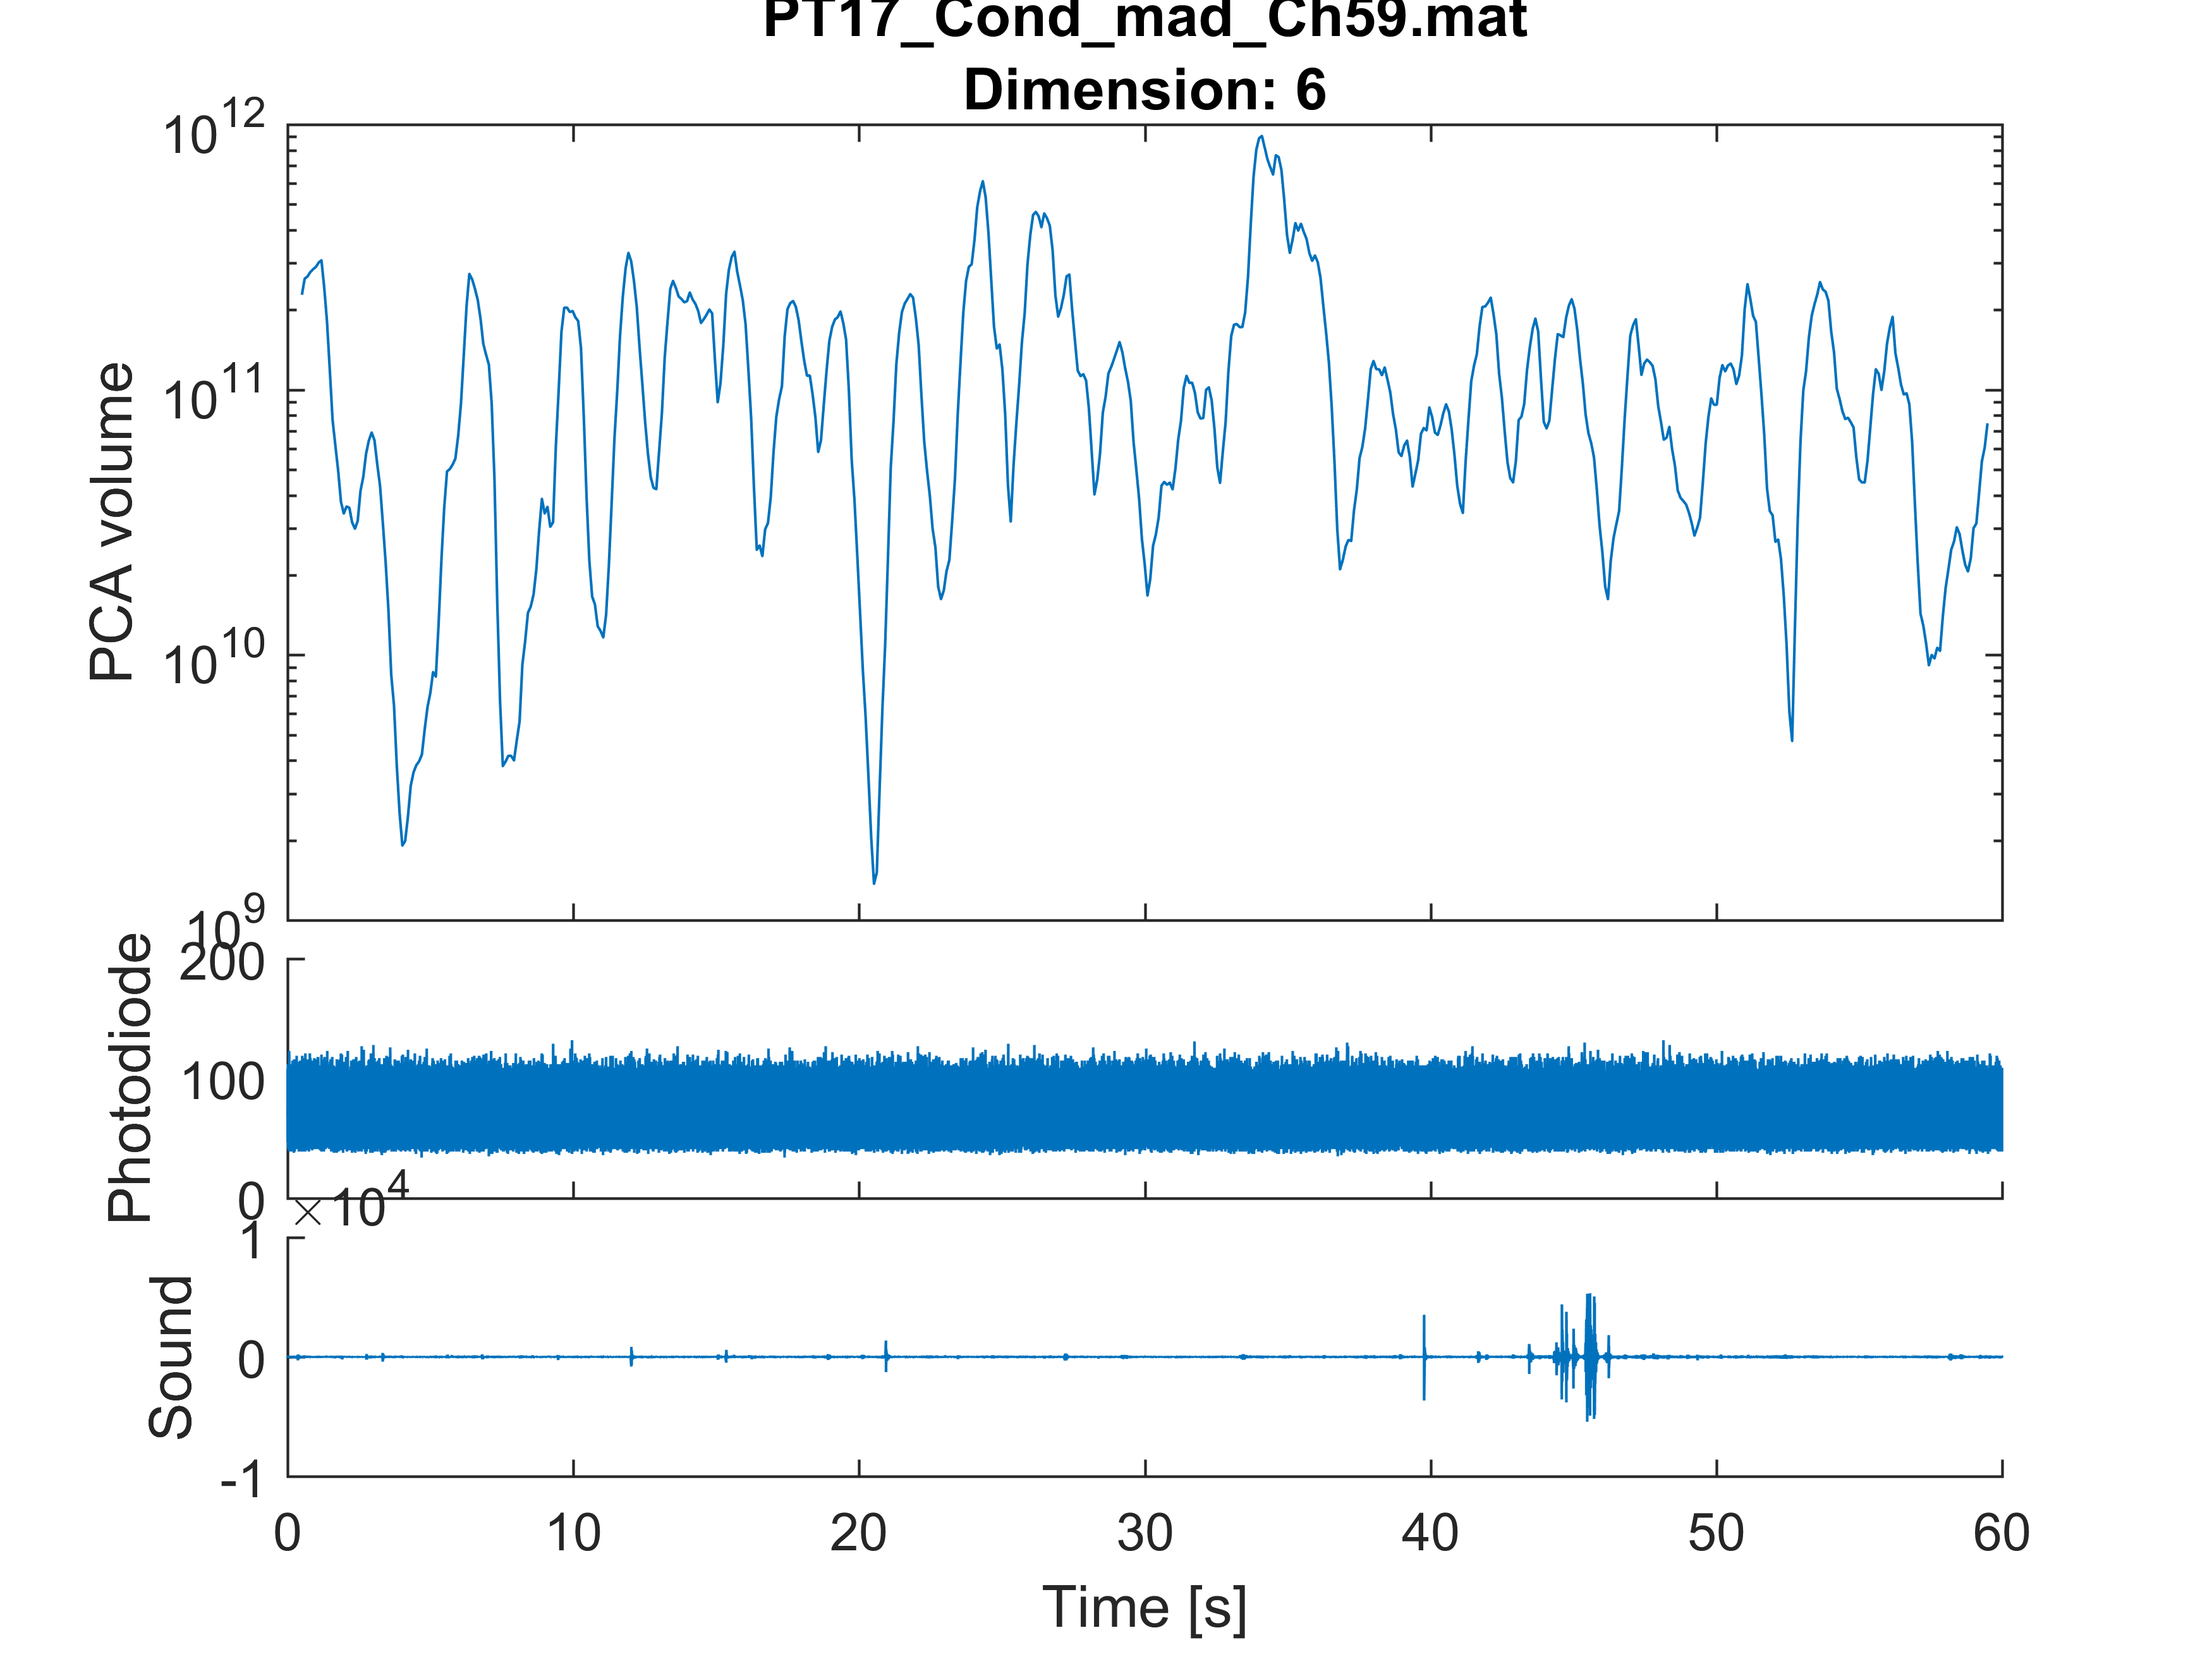 PT17_Cond_mad_Ch59.mat
Dimension: 6
10^12
10^11
10^10
10^9
PCA volume
200
100
0
Photodiode
×10^4
1
0
-1
Sound
0 10 20 30 40 50 60
Time [s]